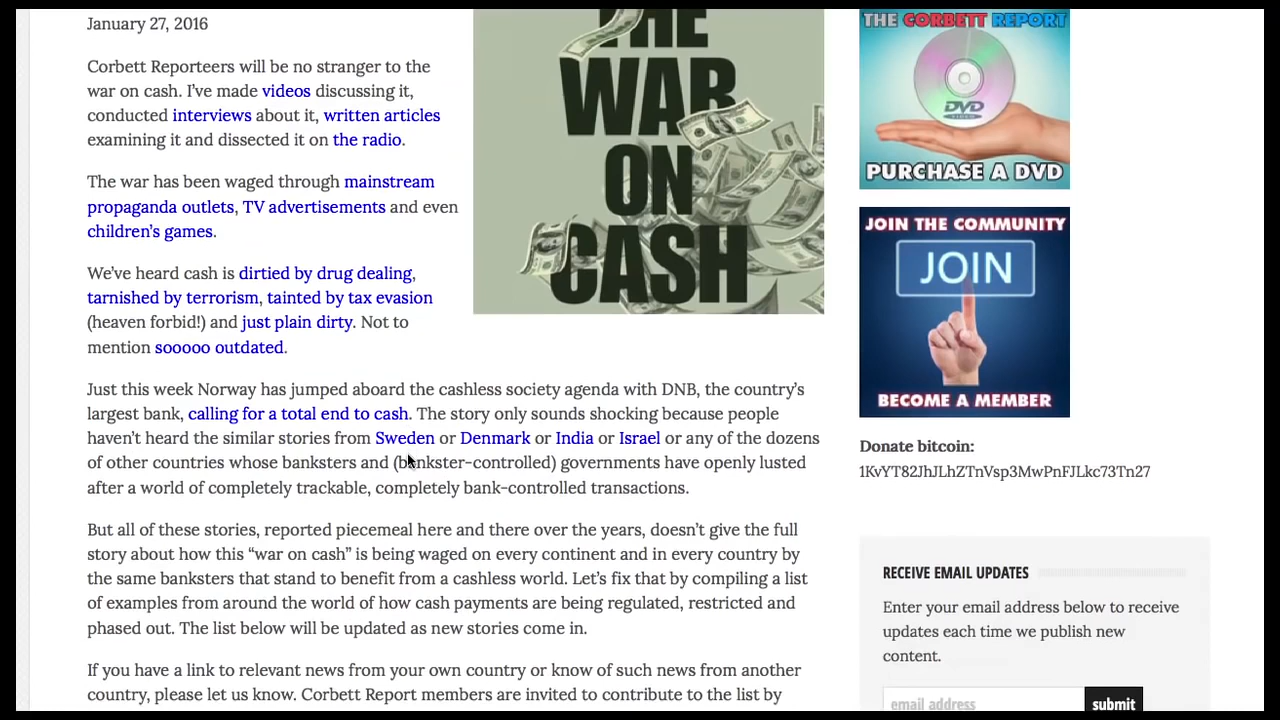 January 27, 2016
Corbett Reporteers will be no stranger to the
war on cash. I've made videos discussing it,
conducted interviews about it, written articles
examining it and dissected it on the radio.
The war has been waged through mainstream
propaganda outlets, TV advertisements and even
children's games.
We've heard cash is dirtied by drug dealing,
tarnished by terrorism, tainted by tax evasion
(heaven forbid!) and just plain dirty. Not to
mention sooooo outdated.
THE
WAR
ON
CASH
Just this week Norway has jumped aboard the cashless society agenda with DNB, the country's
largest bank, calling for a total end to cash. The story only sounds shocking because people
haven't heard the similar stories from Sweden or Denmark or India or Israel or any of the dozens
of other countries whose banksters and (bankster-controlled) governments have openly lusted
after a world of completely trackable, completely bank-controlled transactions.
But all of these stories, reported piecemeal here and there over the years, doesn't give the full
story about how this “war on cash” is being waged on every continent and in every country by
the same banksters that stand to benefit from a cashless world. Let's fix that by compiling a list
of examples from around the world of how cash payments are being regulated, restricted and
phased out. The list below will be updated as new stories come in.
If you have a link to relevant news from your own country or know of such news from another
country, please let us know. Corbett Report members are invited to contribute to the list by
THE CORBETT REPORT
DVD
PURCHASE A DVD
JOIN THE COMMUNITY
JOIN
BECOME A MEMBER
Donate bitcoin:
1KvYT82JhJLhZTnVsp3MwPnFJLkc73Tn27
RECEIVE EMAIL UPDATES
Enter your email address below to receive
updates each time we publish new
content.
email address
submit